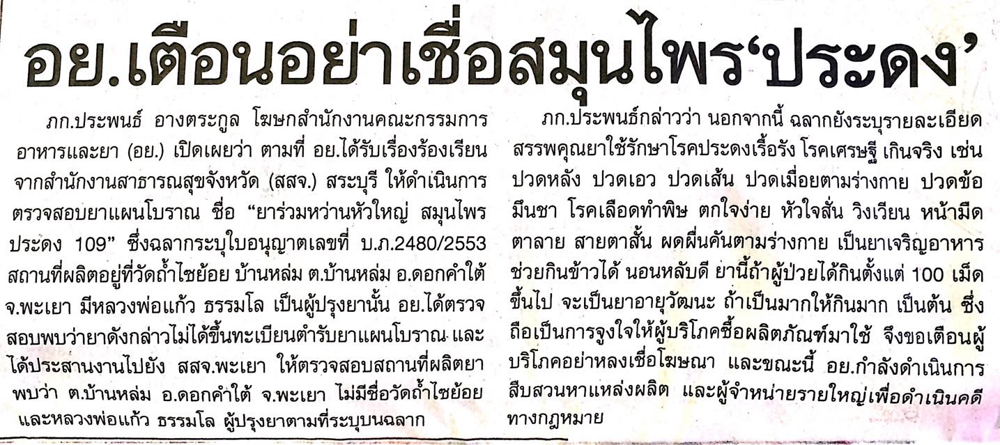 อย.เตือนอย่าเชื่อสมุนไพร‘ประดง’
ภก.ประพนธ์ อางตระกูล โฆษกสำนักงานคณะกรรมการ
อาหารและยา (อย.) เปิดเผยว่า ตามที่ อย.ได้รับเรื่องร้องเรียน
จากสำนักงานสาธารณสุขจังหวัด (สสจ.) สระบุรี ให้ดำเนินการ
ตรวจสอบยาแผนโบราณ ชื่อ “ยาร่วมหว่านหัวใหญ่ สมุนไพร
ประดง 109” ซึ่งฉลากระบุใบอนุญาตเลขที่ บ.ภ.2480/2553
สถานที่ผลิตอยู่ที่วัดถ้ำไซย้อย บ้านหล่ม ต.บ้านหล่ม อ.ดอกคำใต้
จ.พะเยา มีหลวงพ่อแก้ว ธรรมโล เป็นผู้ปรุงยานั้น อย.ได้ตรวจ
สอบพบว่ายาดังกล่าวไม่ได้ขึ้นทะเบียนตำรับยาแผนโบราณ และ
ได้ประสานงานไปยัง สสจ.พะเยา ให้ตรวจสอบสถานที่ผลิตยา
พบว่า ต.บ้านหล่ม อ.ดอกคำใต้ จ.พะเยา ไม่มีชื่อวัดถ้ำไซย้อย
และหลวงพ่อแก้ว ธรรมโล ผู้ปรุงยาตามที่ระบุบนฉลาก
ภก.ประพนธ์กล่าวว่า นอกจากนี้ ฉลากยังระบุรายละเอียด
สรรพคุณยาใช้รักษาโรคประดงเรื้อรัง โรคเศรษฐี เกินจริง เช่น
ปวดหลัง ปวดเอว ปวดเส้น ปวดเมื่อยตามร่างกาย ปวดข้อ
มึนชา โรคเลือดทำพิษ ตกใจง่าย หัวใจสั่น วิงเวียน หน้ามืด
ตาลาย สายตาสั้น ผดผื่นคันตามร่างกาย เป็นยาเจริญอาหาร
ช่วยกินข้าวได้ นอนหลับดี ยานี้ถ้าผู้ป่วยได้กินตั้งแต่ 100 เม็ด
ขึ้นไป จะเป็นยาอายุวัฒนะ ถ้าเป็นมากให้กินมาก เป็นต้น ซึ่ง
ถือเป็นการจูงใจให้ผู้บริโภคซื้อผลิตภัณฑ์มาใช้ จึงขอเตือนผู้
บริโภคอย่าหลงเชื่อโฆษณา และขณะนี้ อย.กำลังดำเนินการ
สืบสวนหาแหล่งผลิต และผู้จำหน่ายรายใหญ่เพื่อดำเนินคดี
ทางกฎหมาย